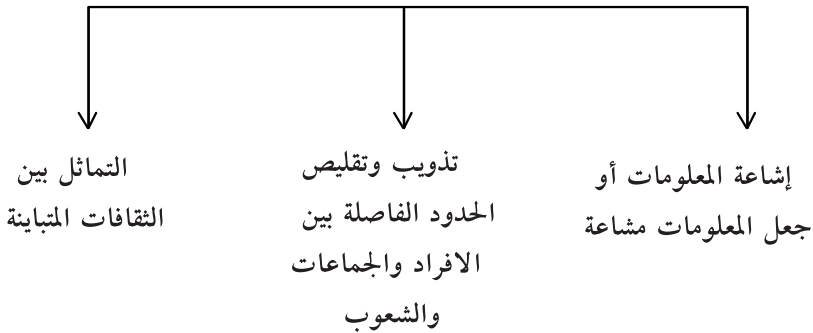 إشاعة المعلومات أو
جعل المعلومات مشاعة
تذويب وتقليص
الحدود الفاصلة بين
الافراد والجماعات
والشعوب
التماثل بين
الثقافات المتباينة